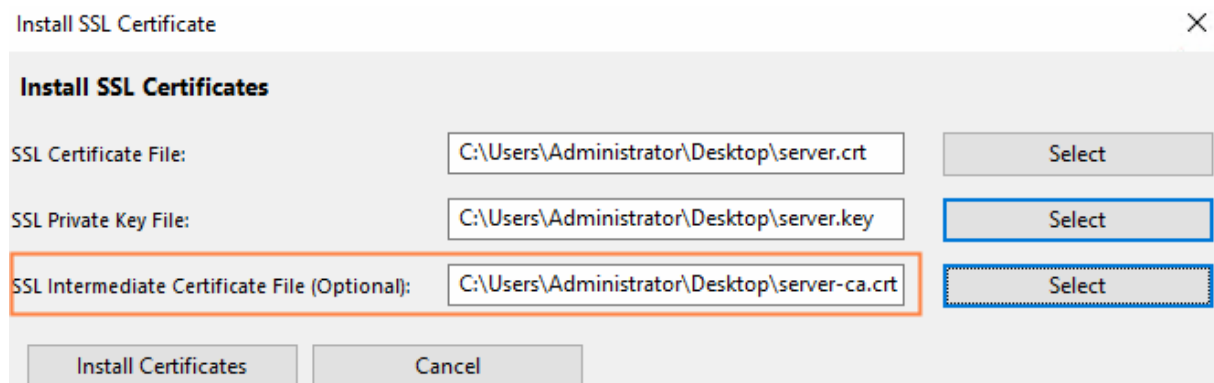 Install SSL Certificate
Install SSL Certificates
SSL Certificate File: C:\Users\Administrator\Desktop\server.crt Select
SSL Private Key File: C:\Users\Administrator\Desktop\server.key Select
SSL Intermediate Certificate File (Optional): C:\Users\Administrator\Desktop\server-ca.crt Select
Install Certificates Cancel